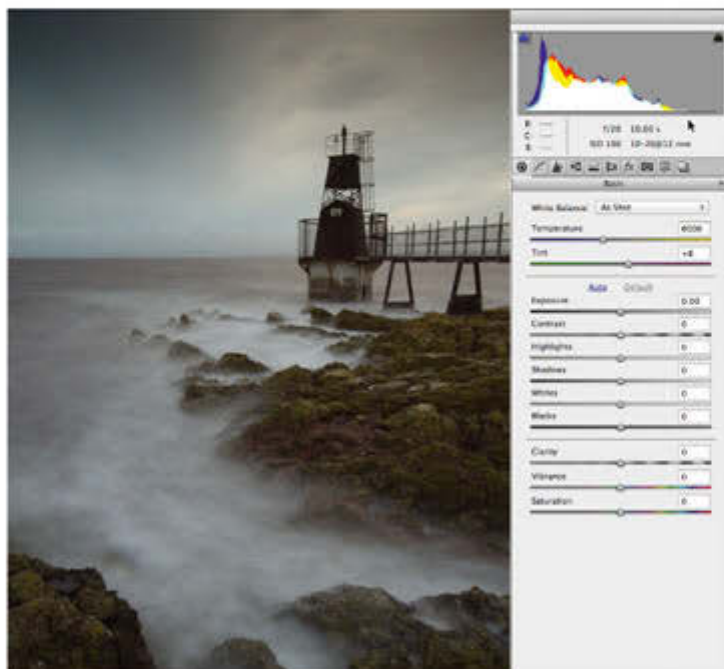 R
G
B
f/20 10.00 s
ISO 100 10-20@12 mm
Basic
White Balance: As Shot
Temperature
Tint +8
Auto Default
Exposure 0.00
Contrast 0
Highlights 0
Shadows 0
Whites 0
Blacks 0
Clarity 0
Vibrance 0
Saturation 0